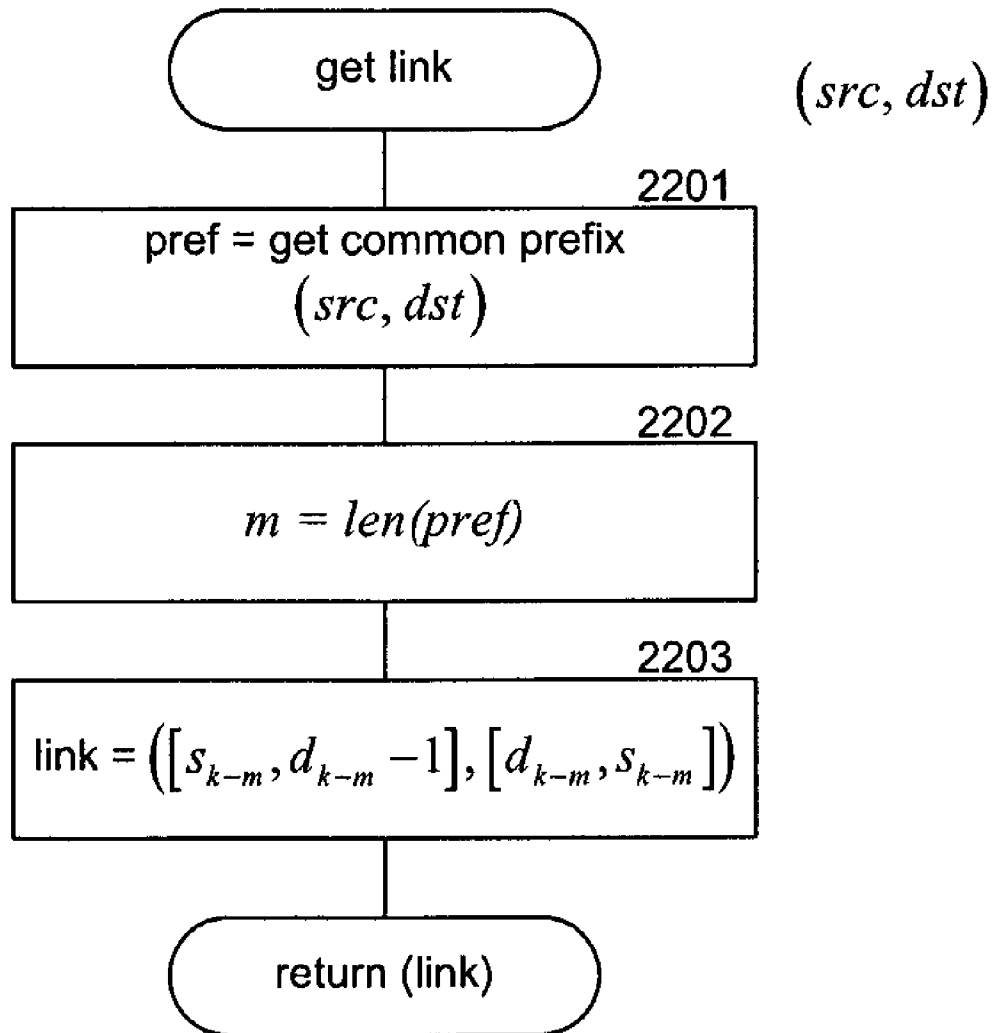 get link
(src, dst)
2201
pref = get common prefix
(src, dst)
2202
m = len(pref)
2203
link = ([s_{k-m}, d_{k-m} -1], [d_{k-m}, s_{k-m}])
return (link)